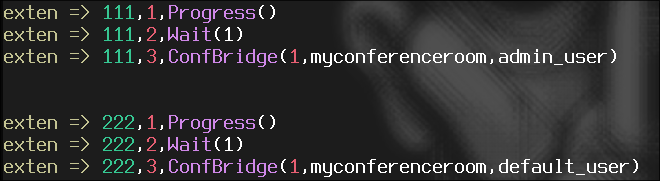 exten => 111,1,Progress()
exten => 111,2,Wait(1)
exten => 111,3,ConfBridge(1,myconferenceroom,admin_user)
exten => 222,1,Progress()
exten => 222,2,Wait(1)
exten => 222,3,ConfBridge(1,myconferenceroom,default_user)